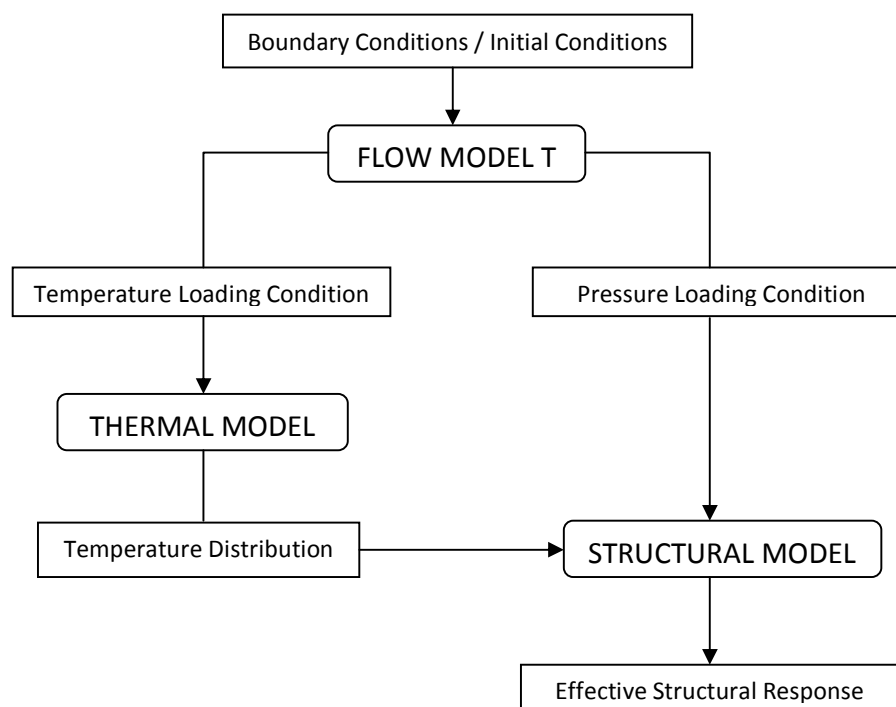 Boundary Conditions / Initial Conditions
FLOW MODEL T
Temperature Loading Condition
Pressure Loading Condition
THERMAL MODEL
Temperature Distribution
STRUCTURAL MODEL
Effective Structural Response